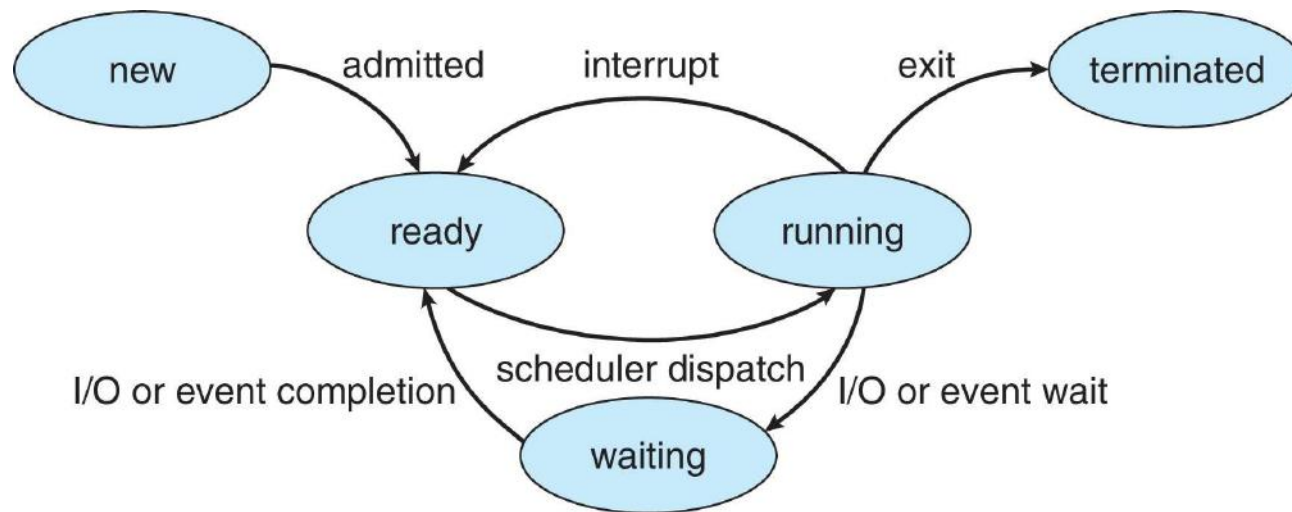 new
admitted
interrupt
exit
terminated
ready
running
scheduler dispatch
I/O or event completion
I/O or event wait
waiting